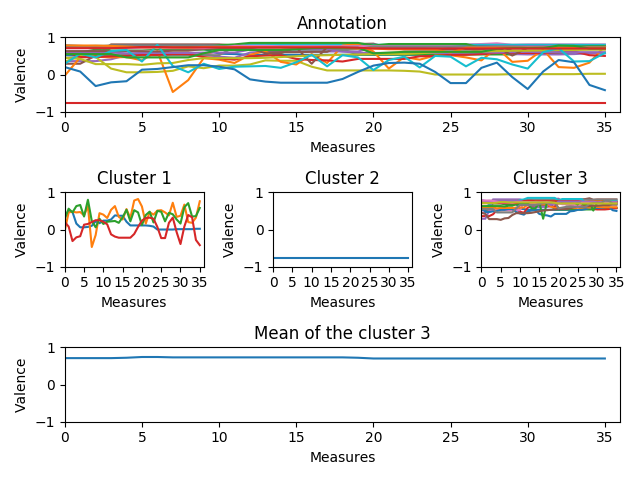 Annotation
Valence
1
0
-1
0 5 10 15 20 25 30 35
Measures
Cluster 1 Cluster 2 Cluster 3
Valence Valence Valence
1 1 1
0 0 0
-1 -1 -1
0 5 10 15 20 25 30 35 0 5 10 15 20 25 30 35 0 5 10 15 20 25 30 35
Measures Measures Measures
Mean of the cluster 3
Valence
1
0
-1
0 5 10 15 20 25 30 35
Measures